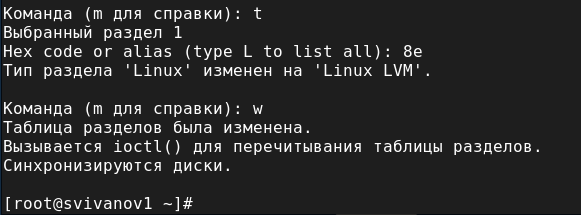 Команда (m для справки): t
Выбранный раздел 1
Hex code or alias (type L to list all): 8e
Тип раздела 'Linux' изменен на 'Linux LVM'.
Команда (m для справки): w
Таблица разделов была изменена.
Вызывается ioctl() для перечитывания таблицы разделов.
Синхронизируются диски.
[root@svivanov1 ~]#